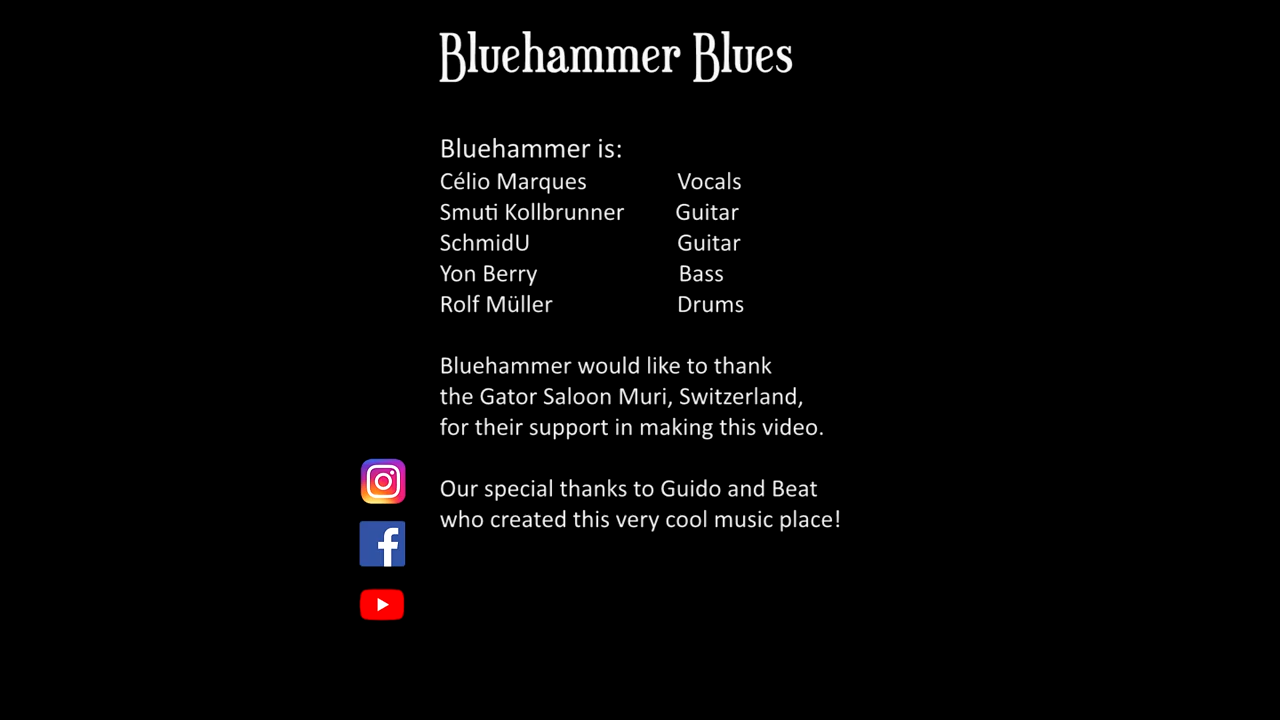 Bluehammer Blues
Bluehammer is:
Célio Marques Vocals
Smuti Kollbrunner Guitar
SchmidU Guitar
Yon Berry Bass
Rolf Müller Drums
Bluehammer would like to thank
the Gator Saloon Muri, Switzerland,
for their support in making this video.
Our special thanks to Guido and Beat
who created this very cool music place!